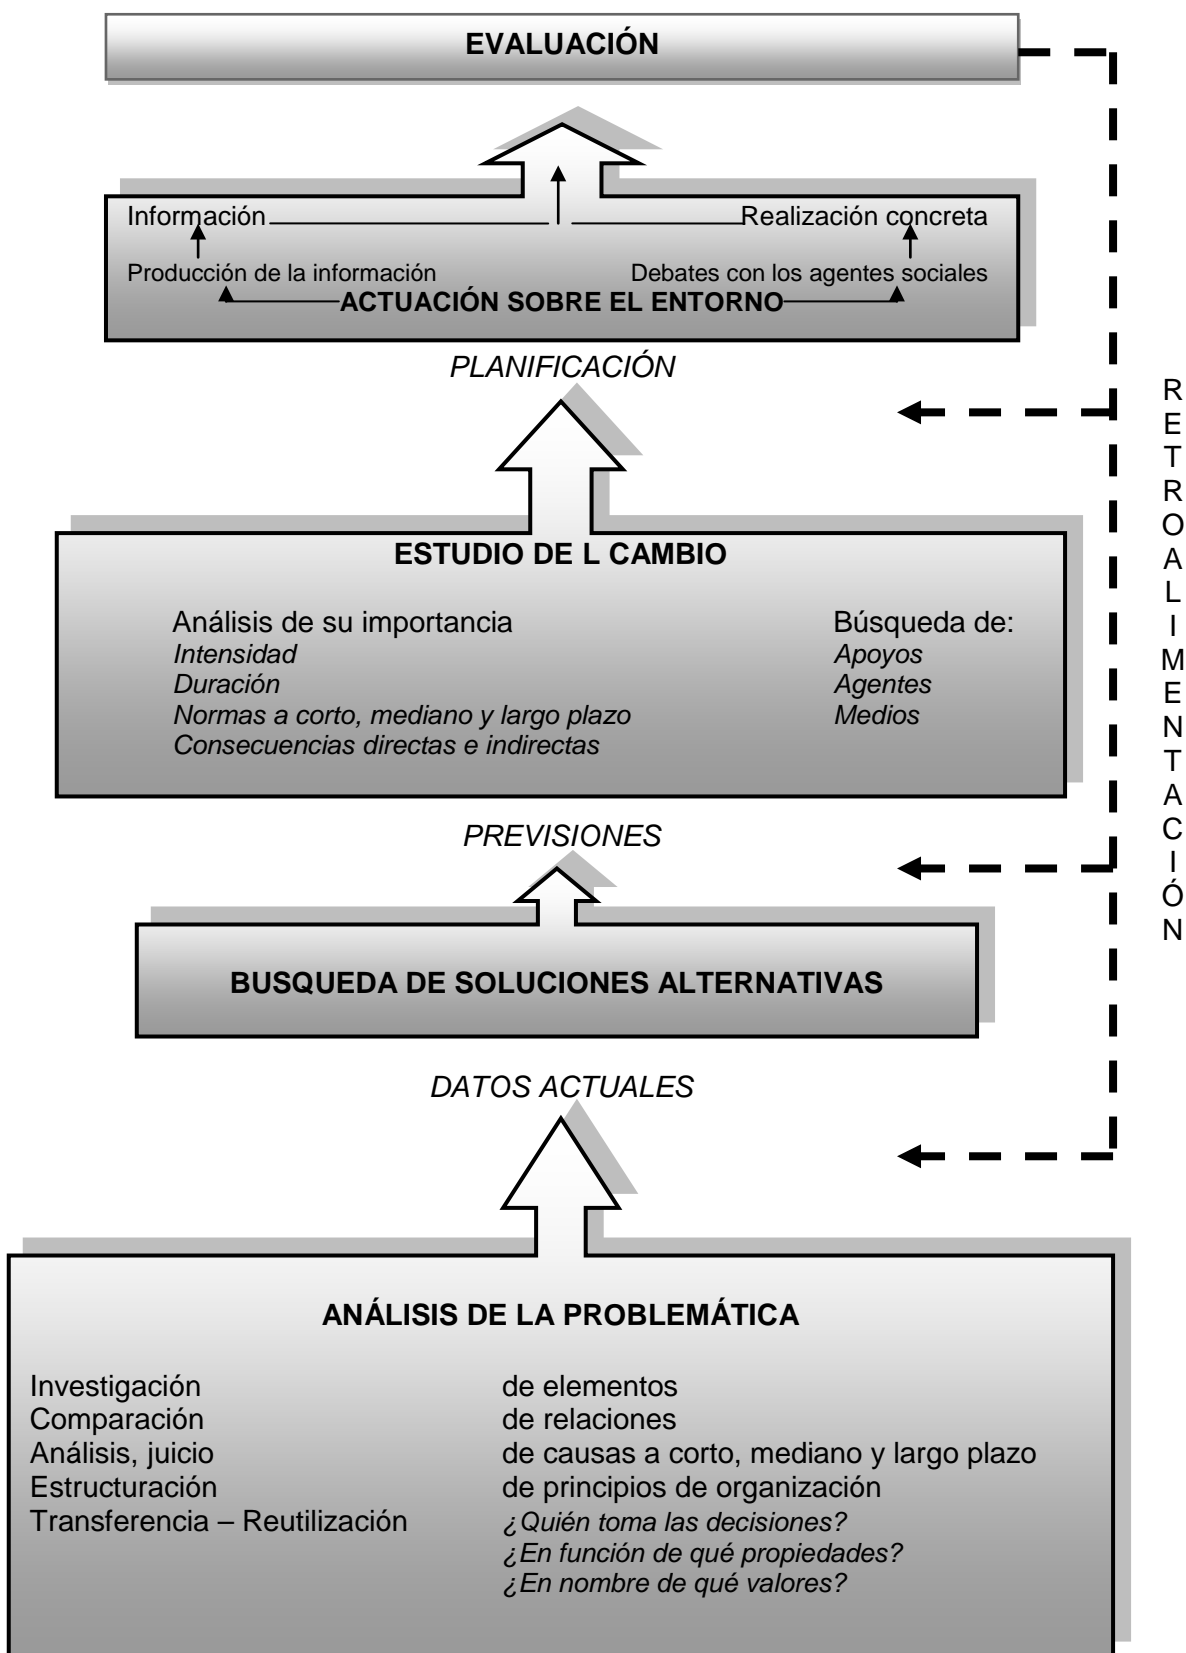 EVALUACIÓN
Información Realización concreta
Producción de la información Debates con los agentes sociales
ACTUACIÓN SOBRE EL ENTORNO
PLANIFICACIÓN
ESTUDIO DE L CAMBIO
Análisis de su importancia Búsqueda de:
Intensidad Apoyos
Duración Agentes
Normas a corto, mediano y largo plazo Medios
Consecuencias directas e indirectas
PREVISIONES
BUSQUEDA DE SOLUCIONES ALTERNATIVAS
DATOS ACTUALES
ANÁLISIS DE LA PROBLEMÁTICA
Investigación de elementos
Comparación de relaciones
Análisis, juicio de causas a corto, mediano y largo plazo
Estructuración de principios de organización
Transferencia – Reutilización ¿Quién toma las decisiones?
¿En función de qué propiedades?
¿En nombre de qué valores?
RETROALIMENTACIÓN